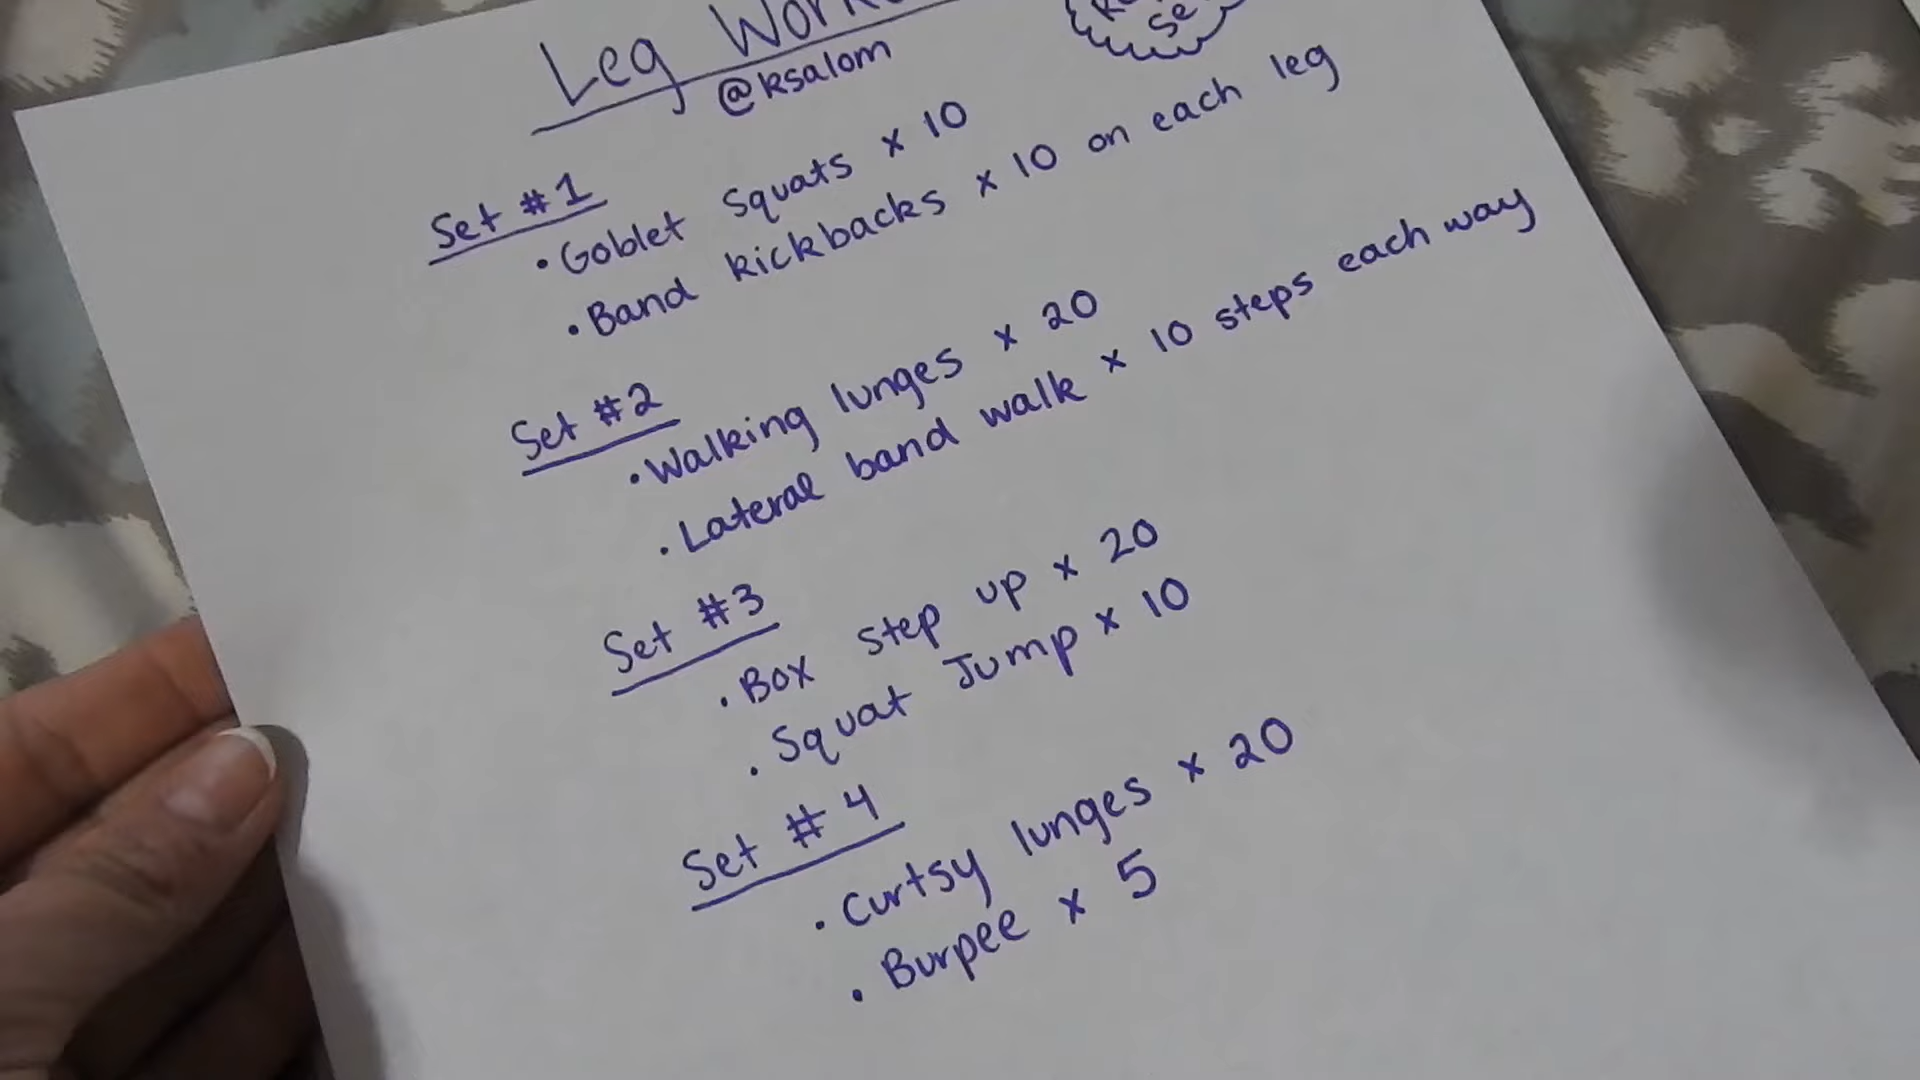 Leg
@ksalom
Set #1
• Goblet Squats x 10
• Band kickbacks x 10 on each leg
Set #2
• Walking lunges x 20
• Lateral band walk x 10 steps each way
Set #3
• Box step up x 20
• Squat Jump x 10
Set #4
• Curtsy lunges x 20
• Burpee x 5